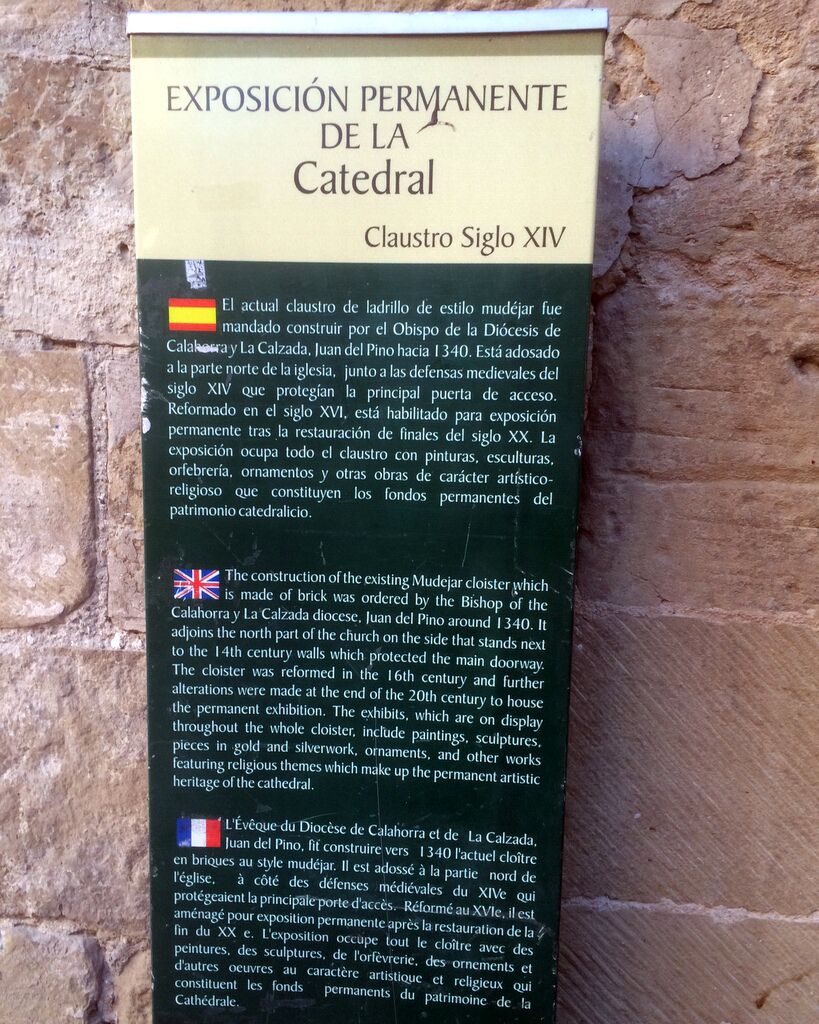 EXPOSICIÓN PERMANENTE
DE LA
Catedral
Claustro Siglo XIV
El actual claustro de ladrillo de estilo mudéjar fue
mandado construir por el Obispo de la Diócesis de
Calahorra y La Calzada, Juan del Pino hacia 1340. Está adosado
a la parte norte de la iglesia, junto a las defensas medievales del
siglo XIV que protegían la principal puerta de acceso.
Reformado en el siglo XVI, está habilitado para exposición
permanente tras la restauración de finales del siglo XX. La
exposición ocupa todo el claustro con pinturas, esculturas,
orfebrería, ornamentos y otras obras de carácter artístico-
religioso que constituyen los fondos permanentes del
patrimonio catedralicio.
The construction of the existing Mudejar cloister which
is made of brick was ordered by the Bishop of the
Calahorra y La Calzada diocese, Juan del Pino around 1340. It
adjoins the north part of the church on the side that stands next
to the 14th century walls which protected the main doorway.
The cloister was reformed in the 16th century and further
alterations were made at the end of the 20th century to house
the permanent exhibition. The exhibits, which are on display
throughout the whole cloister, include paintings, sculptures,
pieces in gold and silverwork, ornaments, and other works
featuring religious themes which make up the permanent artistic
heritage of the cathedral.
L'Évêque du Diocèse de Calahorra et de La Calzada,
Juan del Pino, fit construire vers 1340 l'actuel cloître
en briques au style mudéjar. Il est adossé à la partie nord de
l'église, à côté des défenses médiévales du XIVe qui
protégeaient la principale porte d'accès. Réformé au XVIe, il est
aménagé pour exposition permanente après la restauration de la
fin du XX e. L'exposition occupe tout le cloître avec des
peintures, des sculptures, de l'orfèvrerie, des ornements et
d'autres oeuvres au caractère artistique et religieux qui
constituent les fonds permanents du patrimoine de la
Cathédrale.